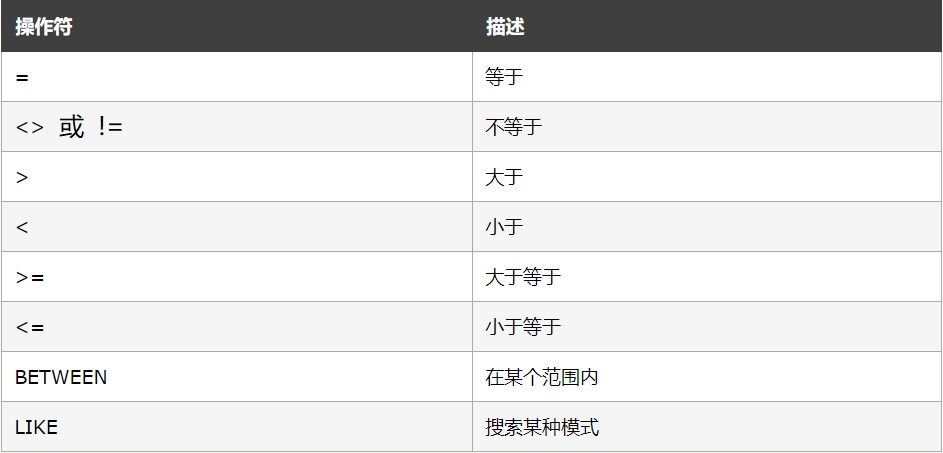 操作符 描述
= 等于
<> 或 != 不等于
> 大于
< 小于
>= 大于等于
<= 小于等于
BETWEEN 在某个范围内
LIKE 搜索某种模式